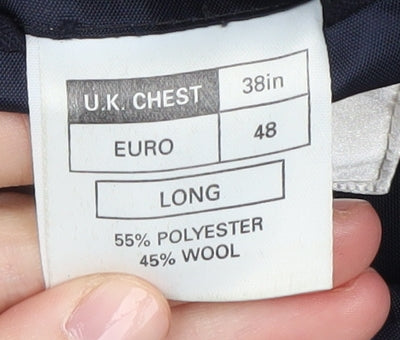 U.K. CHEST 38in
EURO 48
LONG
55% POLYESTER
45% WOOL